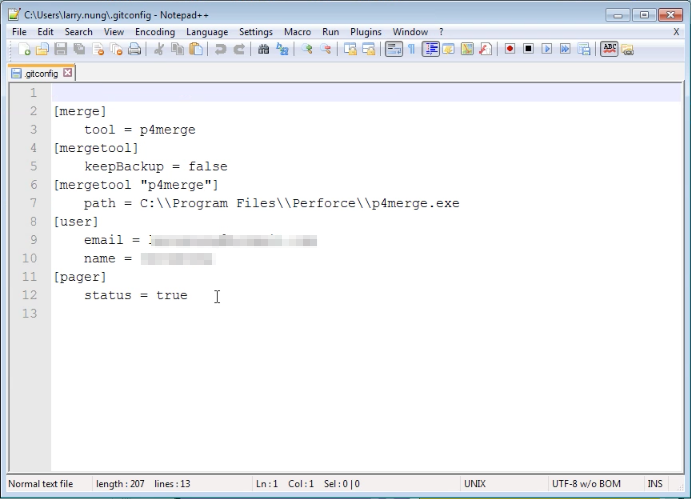 C:\Users\larry.nung\.gitconfig - Notepad++
File Edit Search View Encoding Language Settings Macro Run Plugins Window ? X
.gitconfig
1
2 [merge]
3 tool = p4merge
4 [mergetool]
5 keepBackup = false
6 [mergetool "p4merge"]
7 path = C:\\Program Files\\Perforce\\p4merge.exe
8 [user]
9 email =
10 name =
11 [pager]
12 status = true
13
Normal text file length : 207 lines : 13 Ln : 1 Col : 1 Sel : 0 | 0 UNIX UTF-8 w/o BOM INS